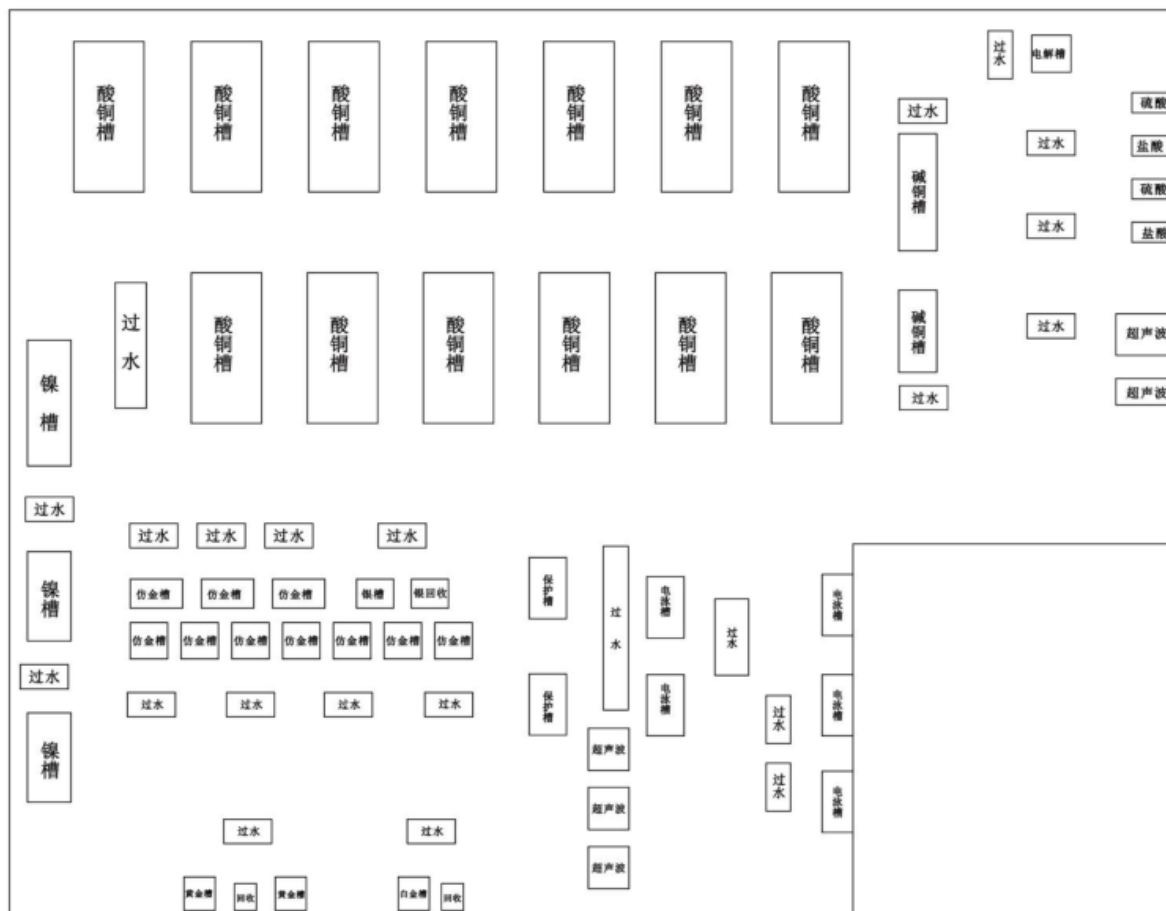 过水
电解槽
酸铜槽
酸铜槽
酸铜槽
酸铜槽
酸铜槽
酸铜槽
酸铜槽
过水
硫酸
过水
盐酸
碱铜槽
硫酸
过水
盐酸
过水
酸铜槽
酸铜槽
酸铜槽
酸铜槽
酸铜槽
酸铜槽
碱铜槽
过水
超声波
镍槽
过水
超声波
过水
过水
过水
过水
过水
镍槽
仿金槽
仿金槽
仿金槽
银槽
银回收
保护槽
过水
电泳槽
电泳槽
仿金槽
仿金槽
仿金槽
仿金槽
仿金槽
仿金槽
仿金槽
过水
过水
过水
过水
过水
过水
保护槽
电泳槽
过水
电泳槽
镍槽
超声波
过水
电泳槽
超声波
过水
过水
超声波
黄金槽
回收
黄金槽
白金槽
回收